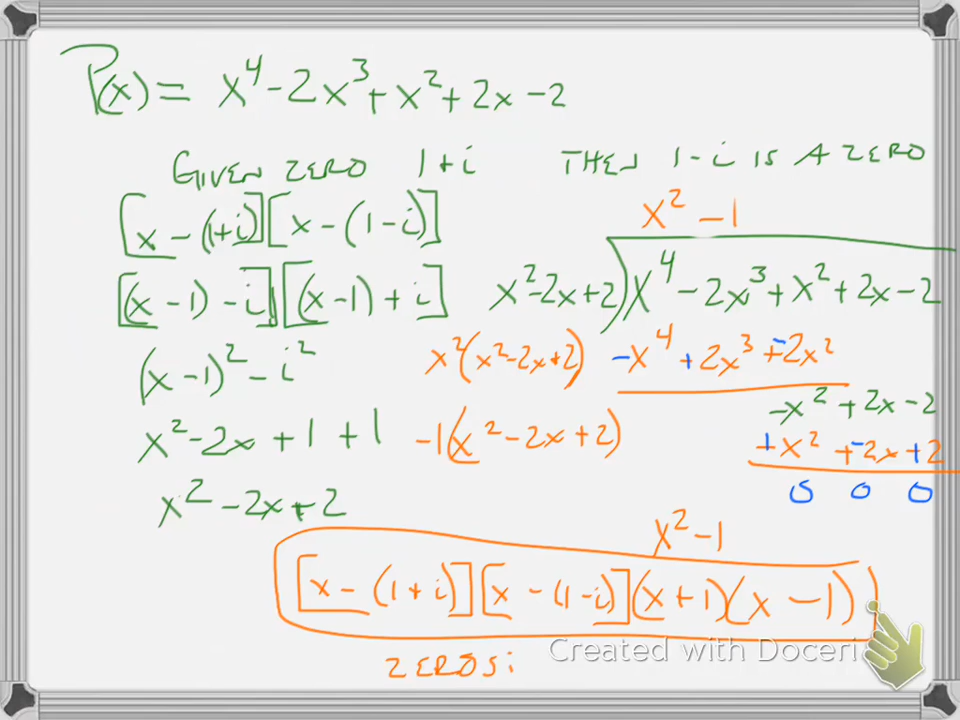 P(x) = x⁴ - 2x³ + x² + 2x - 2
GIVEN ZERO 1+i THEN 1-i IS A ZERO
[x - (1+i)][x - (1-i)]
[(x-1) - i][(x-1) + i]
(x-1)² - i²
x² - 2x + 1 + 1
x² - 2x + 2
x² - 1
x² - 2x + 2 ) x⁴ - 2x³ + x² + 2x - 2
x²(x² - 2x + 2) - x⁴ + 2x³ - 2x²
- x² + 2x - 2
-1(x² - 2x + 2) + x² - 2x + 2
0 0 0
x² - 1
[x - (1+i)][x - (1-i)](x+1)(x-1)
ZEROS i
Created with Doceri